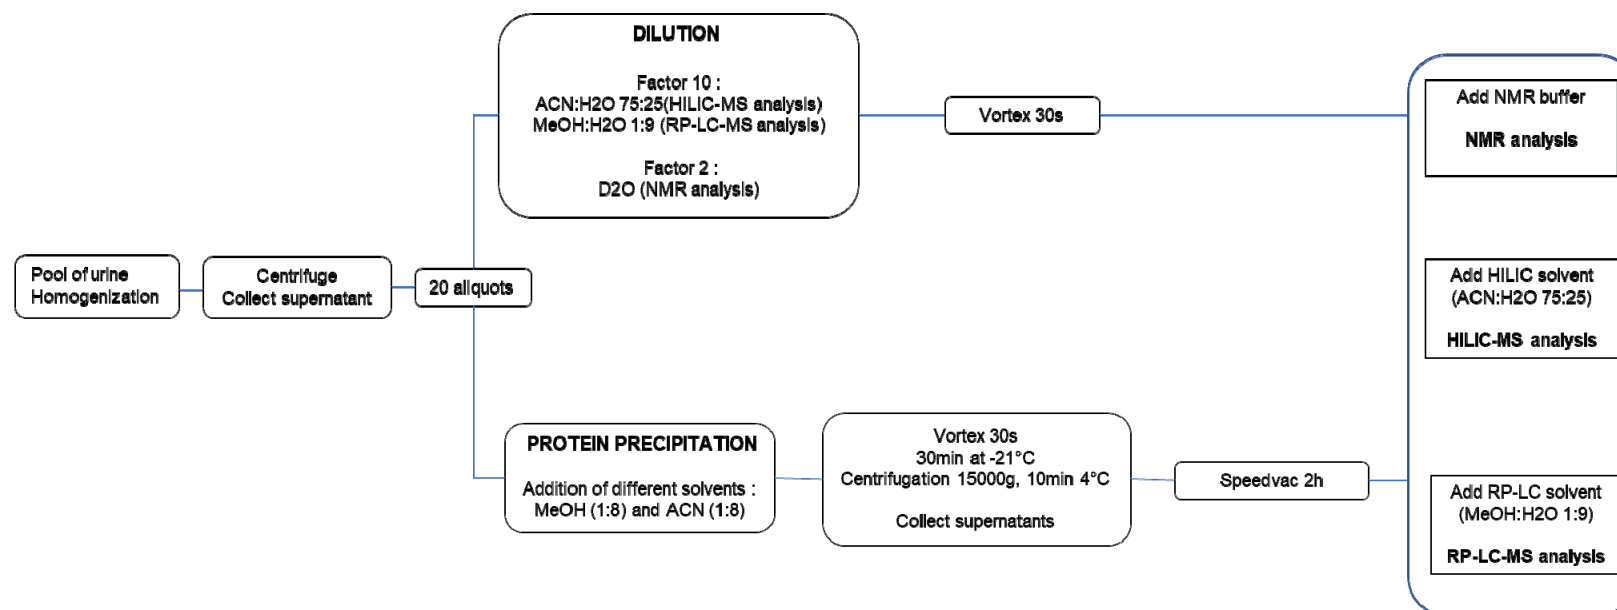 Pool of urine
Homogenization
Centrifuge
Collect supernatant
20 aliquots
DILUTION
Factor 10 :
ACN:H2O 75:25(HILIC-MS analysis)
MeOH:H2O 1:9 (RP-LC-MS analysis)
Factor 2 :
D2O (NMR analysis)
Vortex 30s
PROTEIN PRECIPITATION
Addition of different solvents :
MeOH (1:8) and ACN (1:8)
Vortex 30s
30min at -21°C
Centrifugation 15000g, 10min 4°C
Collect supernatants
Speedvac 2h
Add NMR buffer
NMR analysis
Add HILIC solvent
(ACN:H2O 75:25)
HILIC-MS analysis
Add RP-LC solvent
(MeOH:H2O 1:9)
RP-LC-MS analysis